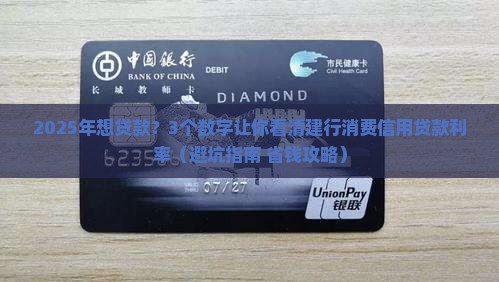 中国银行 市民健康卡
BANK OF CHINA DEBIT Civil Health Card
长城教师卡
DIAMOND
2025年想贷款？3个数字让你看清建行消费信用贷款利
率（避坑指南 省钱攻略）
07/27
UnionPay
银联